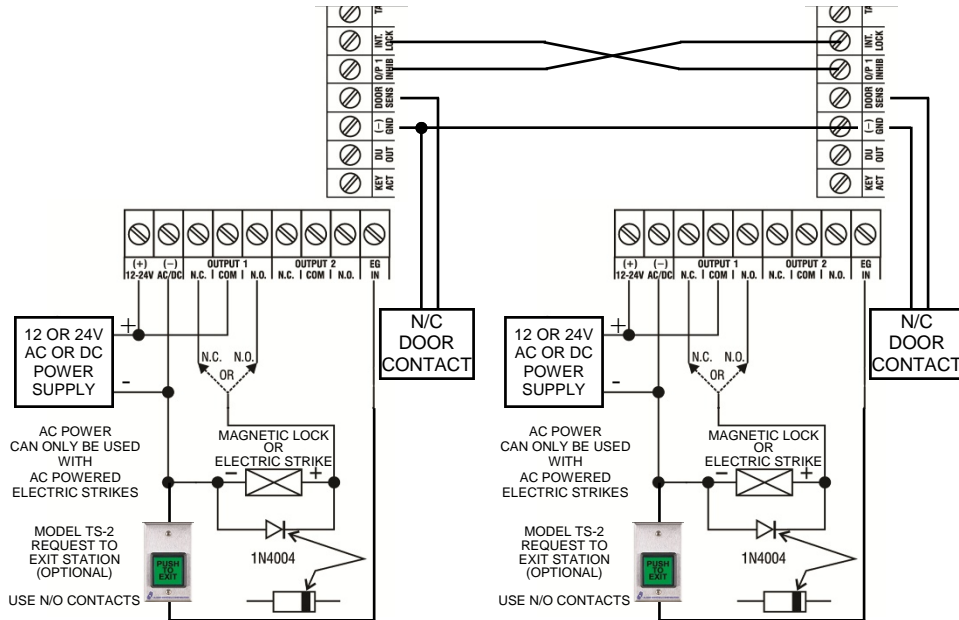 TA
INT.
LOCK
O/P 1
INHIB
DOOR
SENS
(−)
GND
DU
OUT
KEY
ACT
TA
INT.
LOCK
O/P 1
INHIB
DOOR
SENS
(−)
GND
DU
OUT
KEY
ACT
(+) (−) OUTPUT 1 OUTPUT 2 EG
12-24V AC/DC N.C. COM N.O. N.C. COM N.O. IN
+
12 OR 24V
AC OR DC
POWER
SUPPLY
-
N/C
DOOR
CONTACT
N.C. N.O.
OR
AC POWER
CAN ONLY BE USED
WITH
AC POWERED
ELECTRIC STRIKES
MAGNETIC LOCK
OR
ELECTRIC STRIKE
− +
MODEL TS-2
REQUEST TO
EXIT STATION
(OPTIONAL)
USE N/O CONTACTS
PUSH
TO
EXIT
1N4004
(+) (−) OUTPUT 1 OUTPUT 2 EG
12-24V AC/DC N.C. COM N.O. N.C. COM N.O. IN
+
12 OR 24V
AC OR DC
POWER
SUPPLY
-
N/C
DOOR
CONTACT
N.C. N.O.
OR
AC POWER
CAN ONLY BE USED
WITH
AC POWERED
ELECTRIC STRIKES
MAGNETIC LOCK
OR
ELECTRIC STRIKE
− +
MODEL TS-2
REQUEST TO
EXIT STATION
(OPTIONAL)
USE N/O CONTACTS
PUSH
TO
EXIT
1N4004